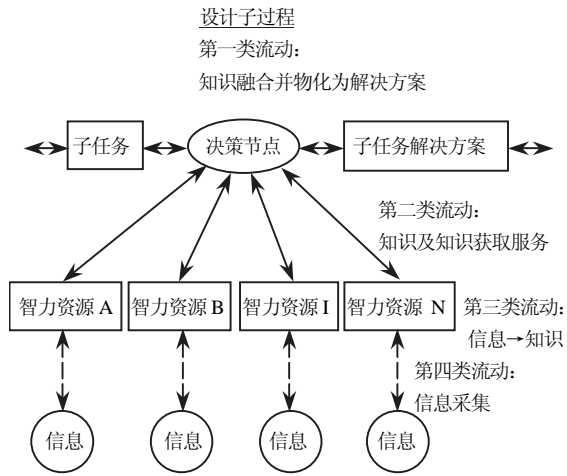 设计子过程
第一类流动：
知识融合并物化为解决方案
子任务
决策节点
子任务解决方案
第二类流动：
知识及知识获取服务
智力资源 A
智力资源 B
智力资源 I
智力资源 N
第三类流动：
信息→知识
第四类流动：
信息采集
信息
信息
信息
信息